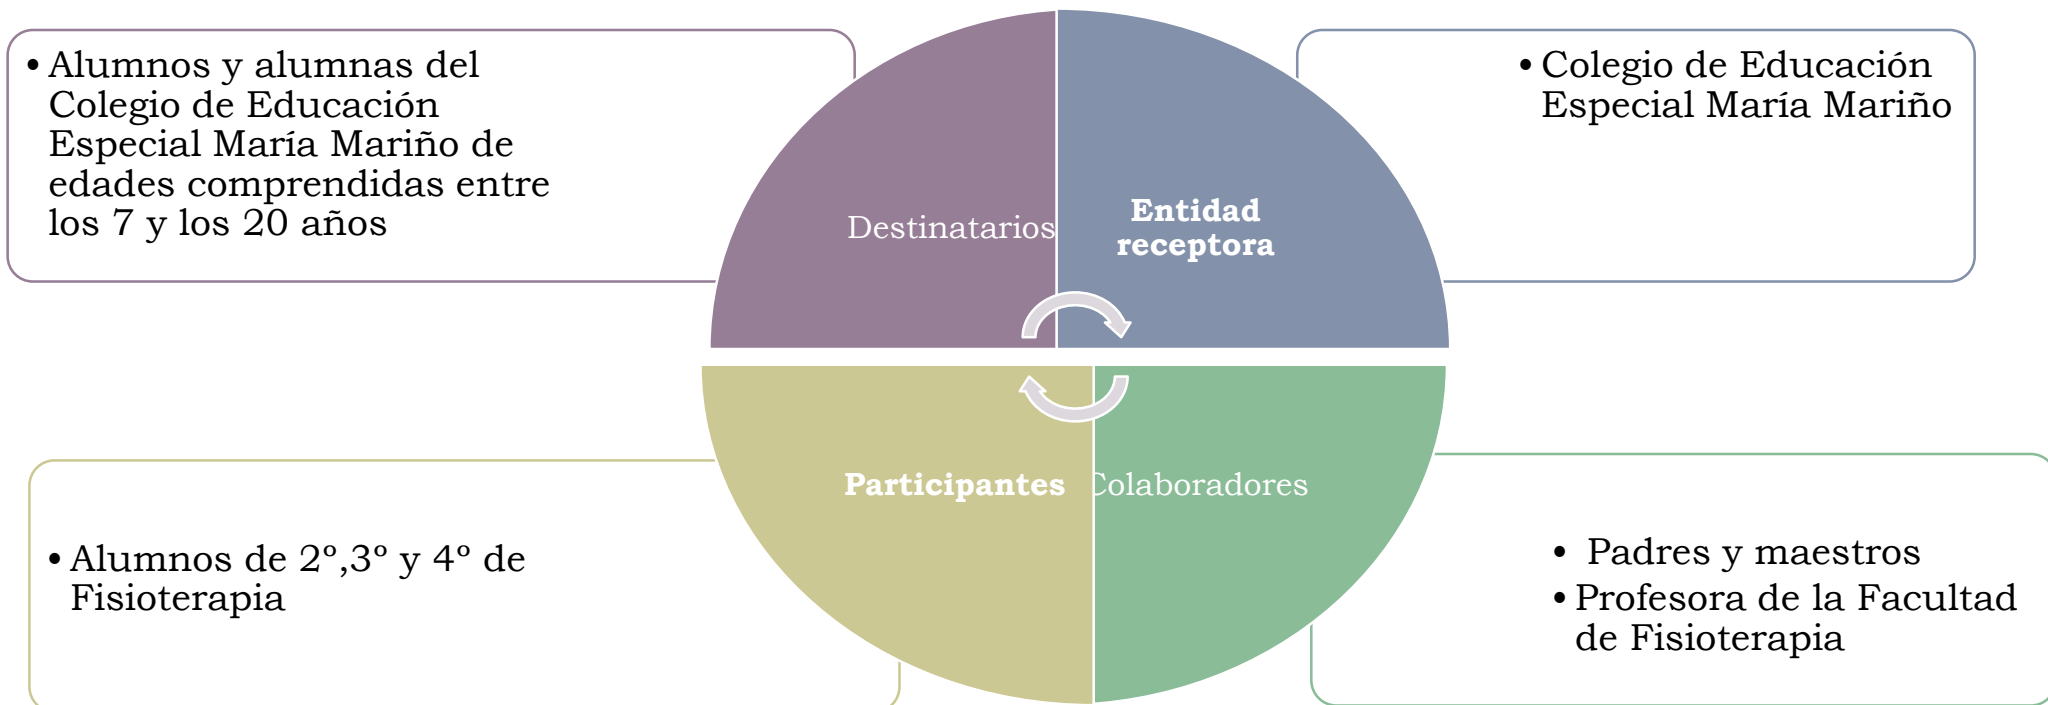 • Alumnos y alumnas del
Colegio de Educación
Especial María Mariño de
edades comprendidas entre
los 7 y los 20 años
Destinatarios
Entidad
receptora
• Colegio de Educación
Especial María Mariño
• Alumnos de 2º,3º y 4º de
Fisioterapia
Participantes
Colaboradores
• Padres y maestros
• Profesora de la Facultad
de Fisioterapia